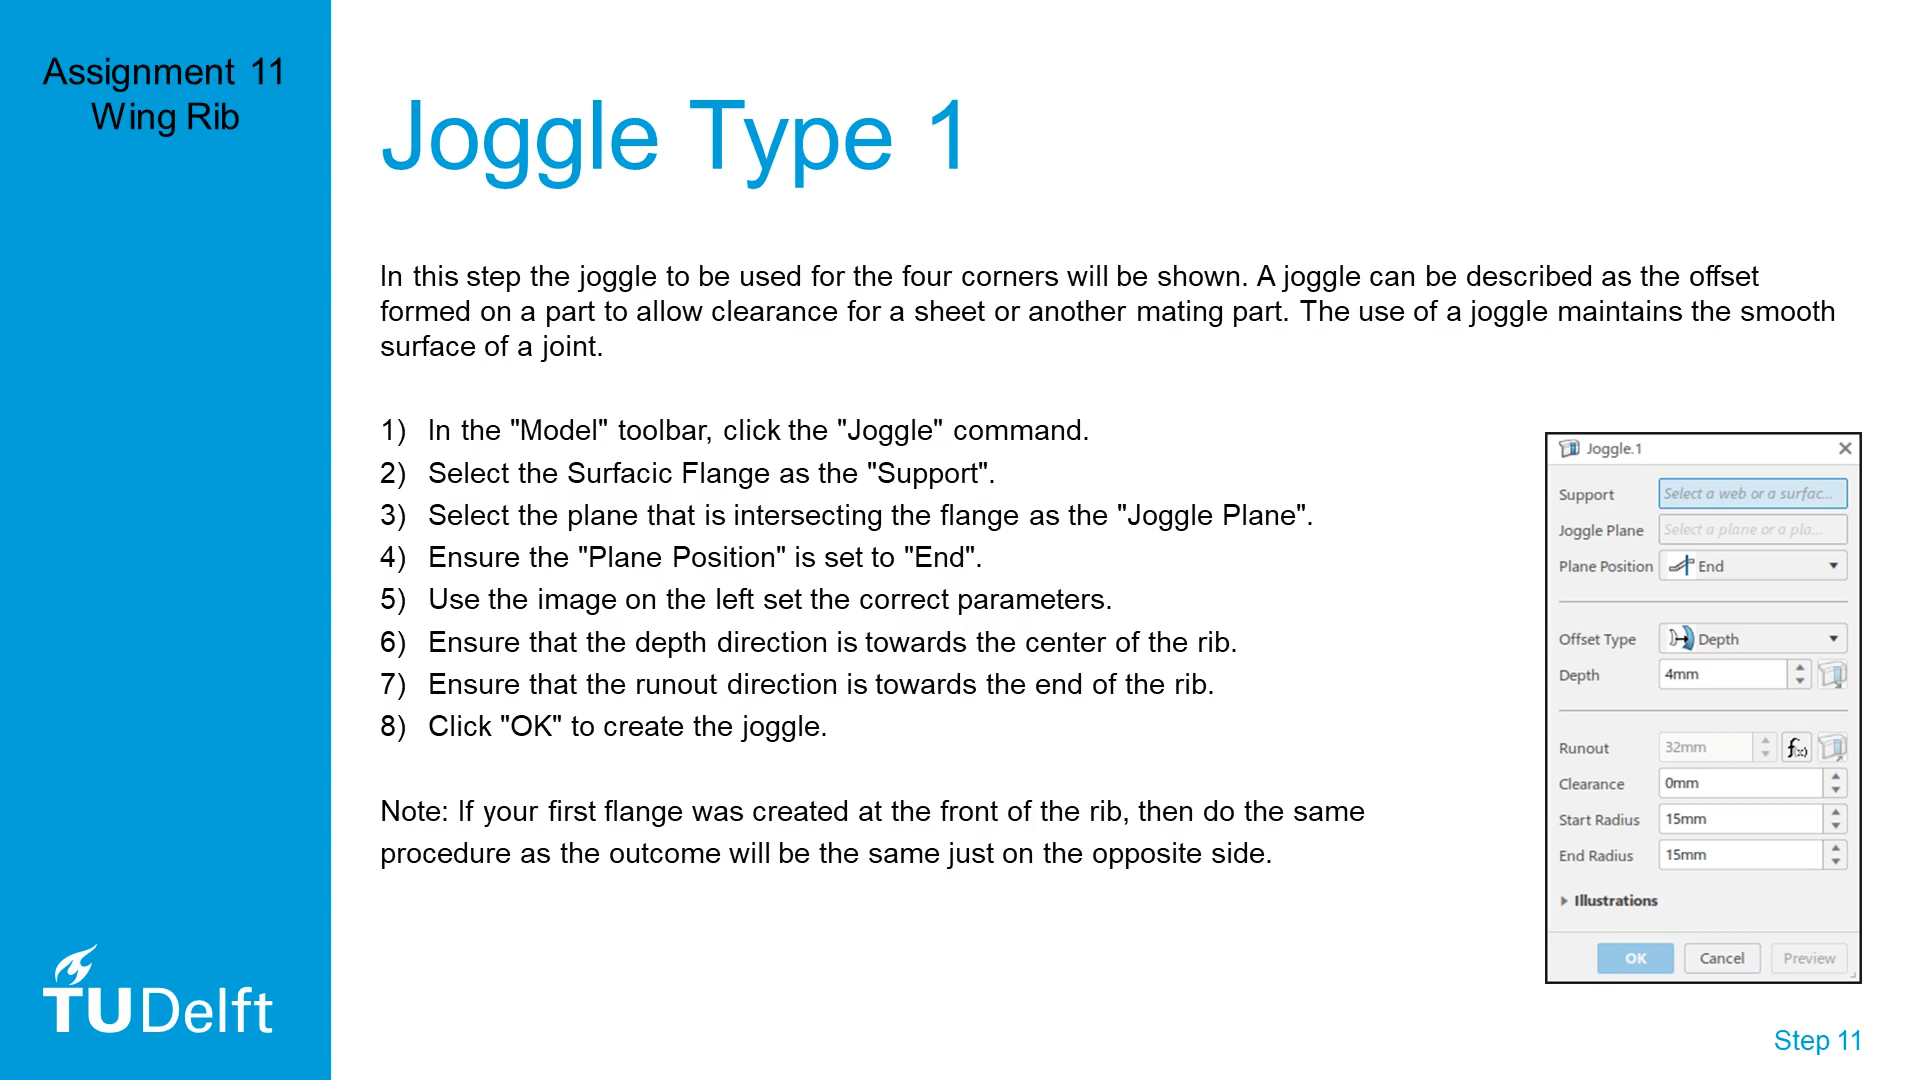 Assignment 11
Wing Rib
Joggle Type 1
In this step the joggle to be used for the four corners will be shown. A joggle can be described as the offset
formed on a part to allow clearance for a sheet or another mating part. The use of a joggle maintains the smooth
surface of a joint.
1) In the "Model" toolbar, click the "Joggle" command.
2) Select the Surfacic Flange as the "Support".
3) Select the plane that is intersecting the flange as the "Joggle Plane".
4) Ensure the "Plane Position" is set to "End".
5) Use the image on the left set the correct parameters.
6) Ensure that the depth direction is towards the center of the rib.
7) Ensure that the runout direction is towards the end of the rib.
8) Click "OK" to create the joggle.
Note: If your first flange was created at the front of the rib, then do the same
procedure as the outcome will be the same just on the opposite side.
Joggle.1
Support Select a web or a surfac...
Joggle Plane Select a plane or a pla...
Plane Position End
Offset Type Depth
Depth 4mm
Runout 32mm f(x)
Clearance 0mm
Start Radius 15mm
End Radius 15mm
Illustrations
OK Cancel Preview
TU Delft
Step 11